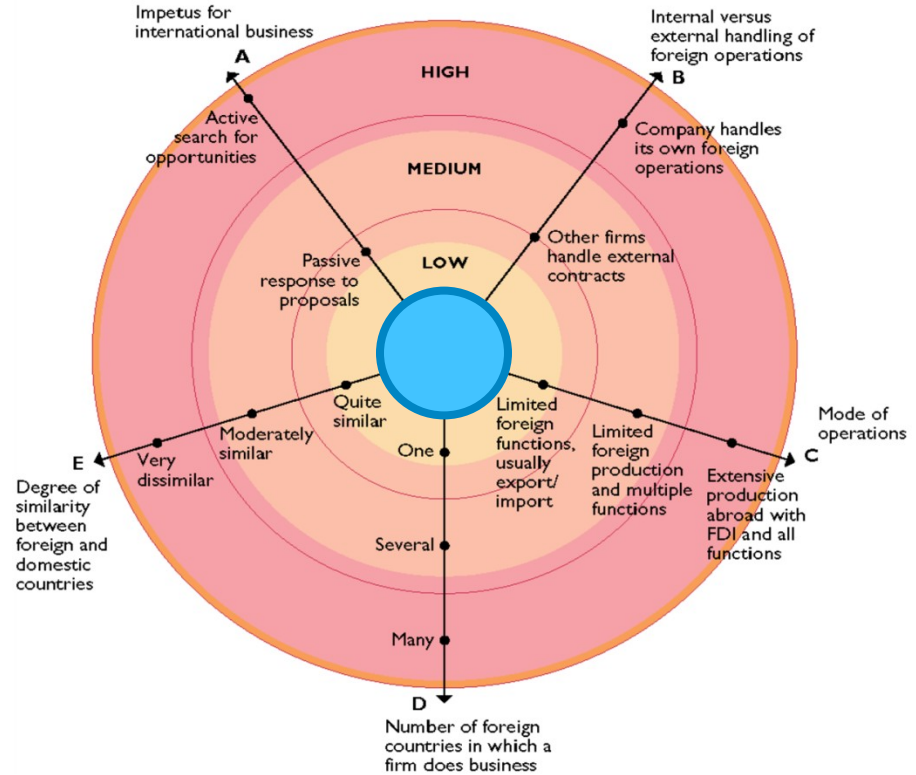 Impetus for
international business
A
Active
search for
opportunities
Passive
response to
proposals
HIGH
MEDIUM
LOW
Internal versus
external handling of
foreign operations
B
Company handles
its own foreign
operations
Other firms
handle external
contracts
Mode of
operations
C
Limited
foreign
functions,
usually
export/
import
Limited
foreign
production
and multiple
functions
Extensive
production
abroad with
FDI and all
functions
One
Several
Many
D
Number of foreign
countries in which a
firm does business
Quite
similar
Moderately
similar
Very
dissimilar
E
Degree of
similarity
between
foreign and
domestic
countries